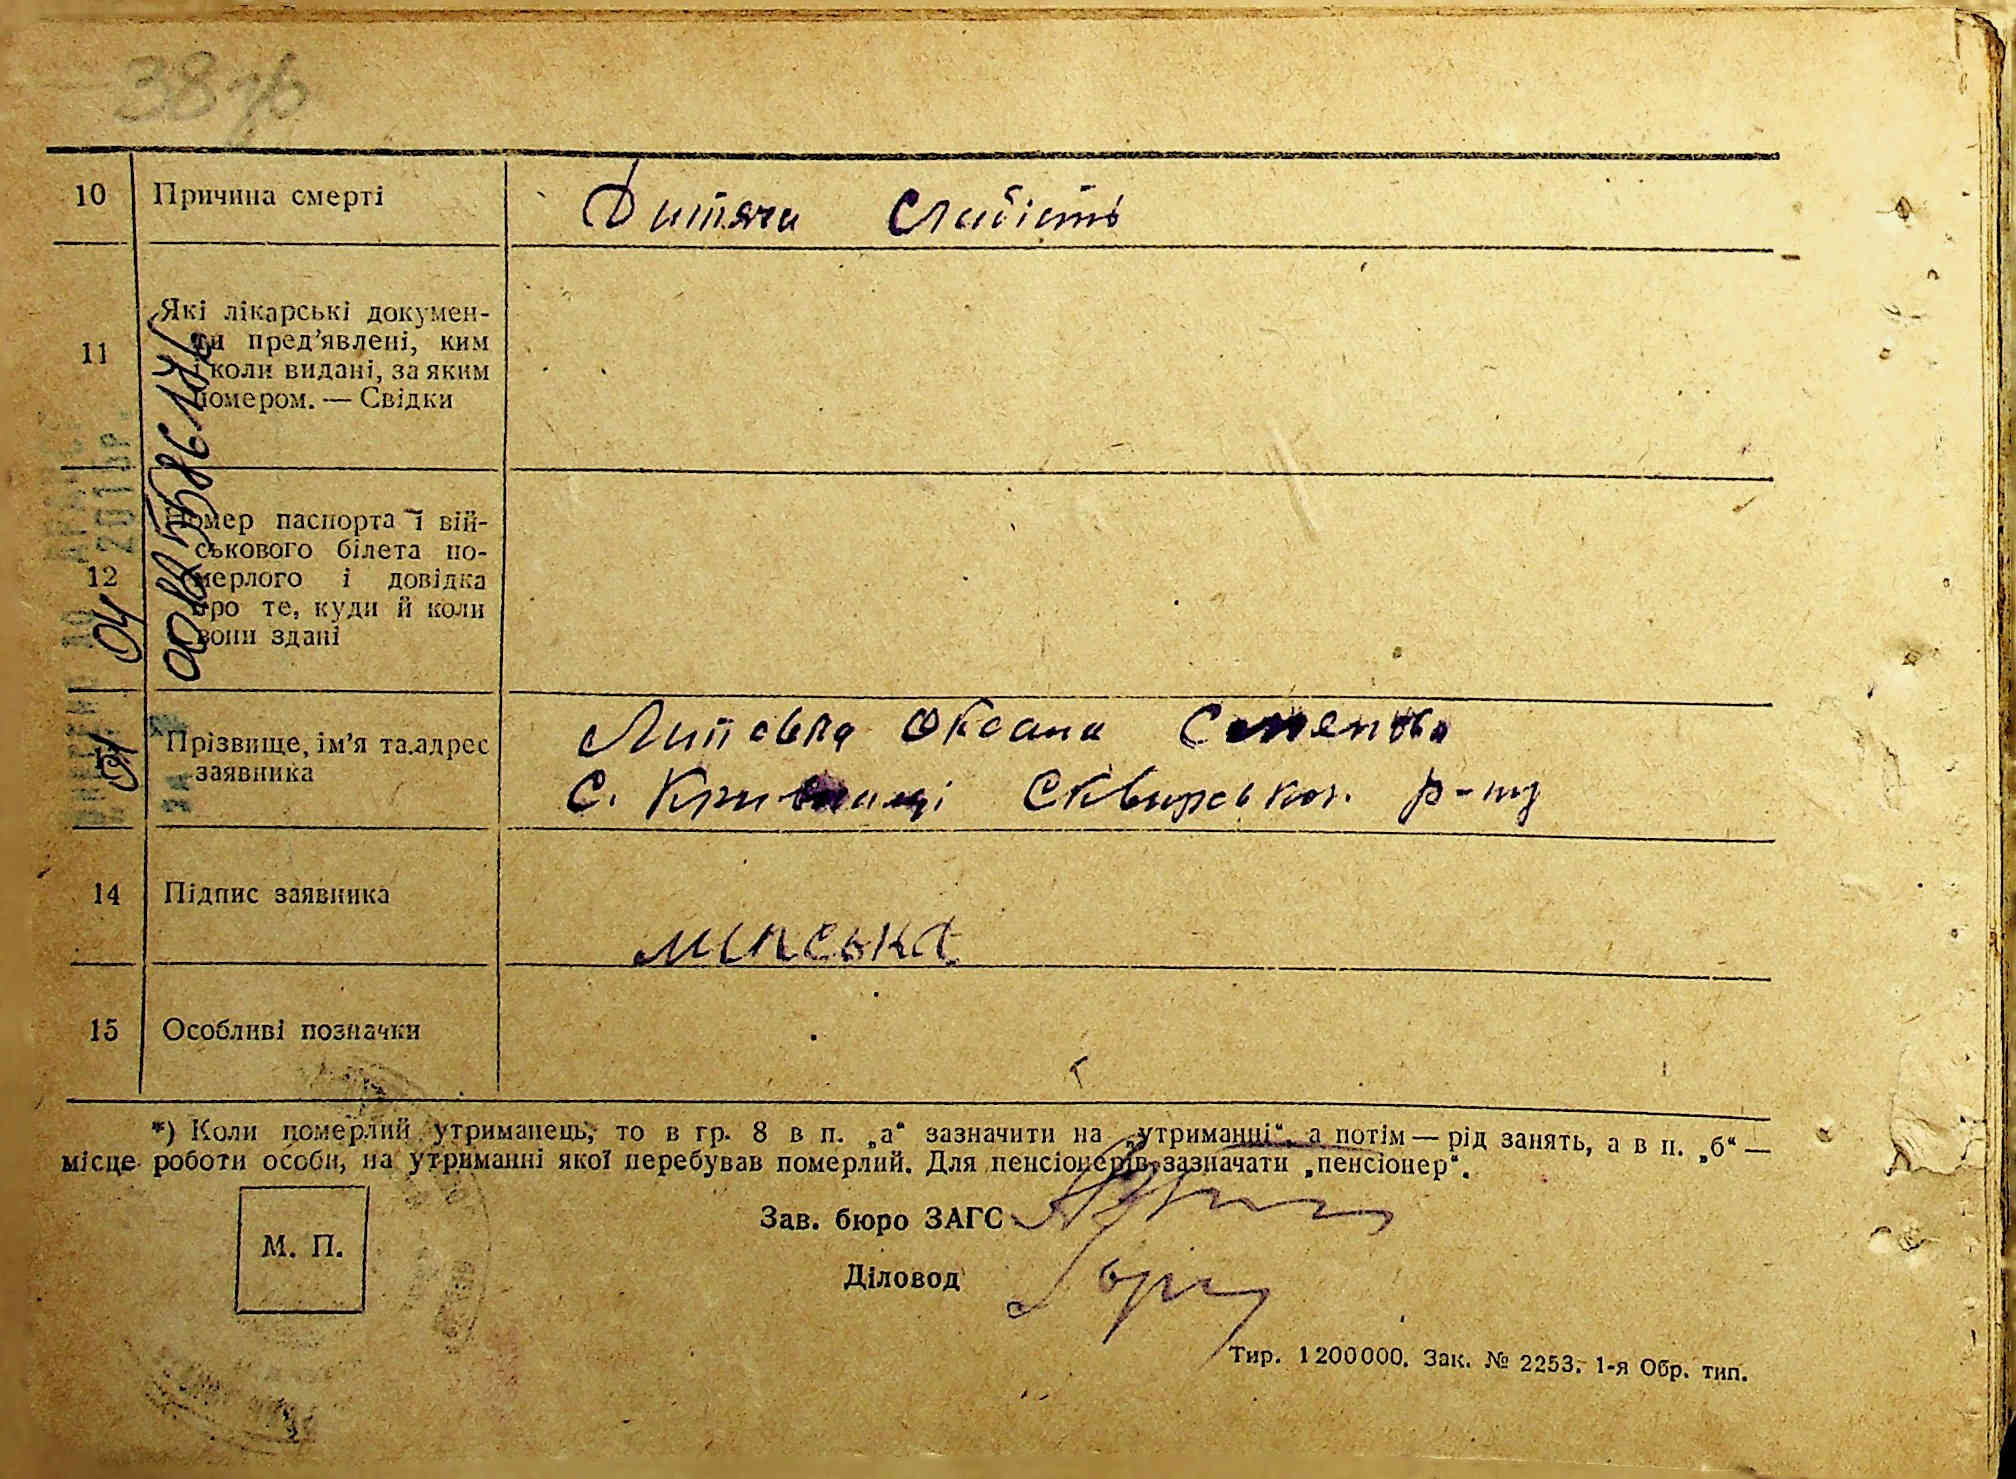 38
10 Причина смерті Дитяча слабість
11 Які лікарські докумен-
ти пред’явлені, ким
і коли видані, за яким
номером. — Свідки
12 Номер паспорта і вій-
ськового білета по-
мерлого і довідка
про те, куди й коли
вони здані
Прізвище, ім’я та адрес
заявника
Оксана
с. Сквирськог. р-ну
14 Підпис заявника
15 Особливі позначки
*) Коли померлий утриманець, то в гр. 8 в п. „а“ зазначити на „утриманні“, а потім — рід занять, а в п. „б“ —
місце роботи особи, на утриманні якої перебував померлий. Для пенсіонерів зазначати „пенсіонер“.
Зав. бюро ЗАГС
М. П.
Діловод
Тир. 1200000. Зак. № 2253. 1-я Обр. тип.